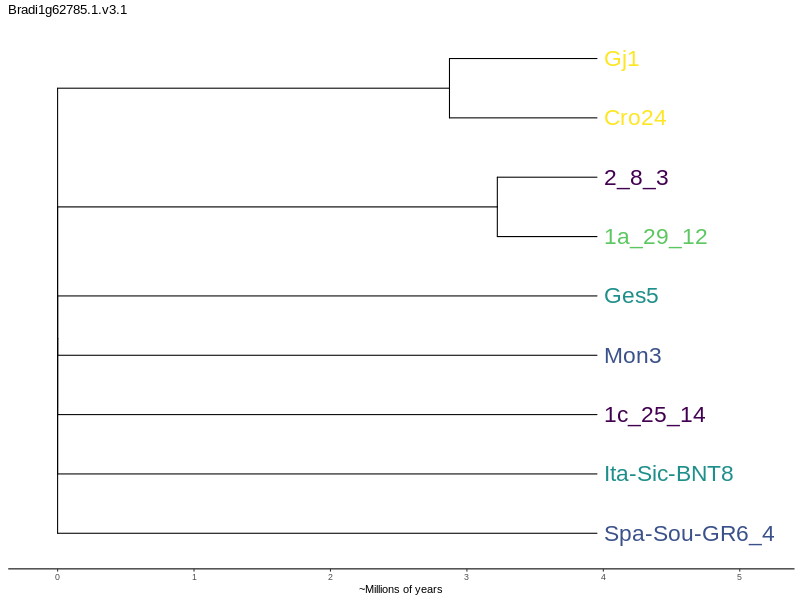 Bradi1g62785.1.v3.1
Gj1
Cro24
2_8_3
1a_29_12
Ges5
Mon3
1c_25_14
Ita-Sic-BNT8
Spa-Sou-GR6_4
0 1 2 3 4 5
~Millions of years